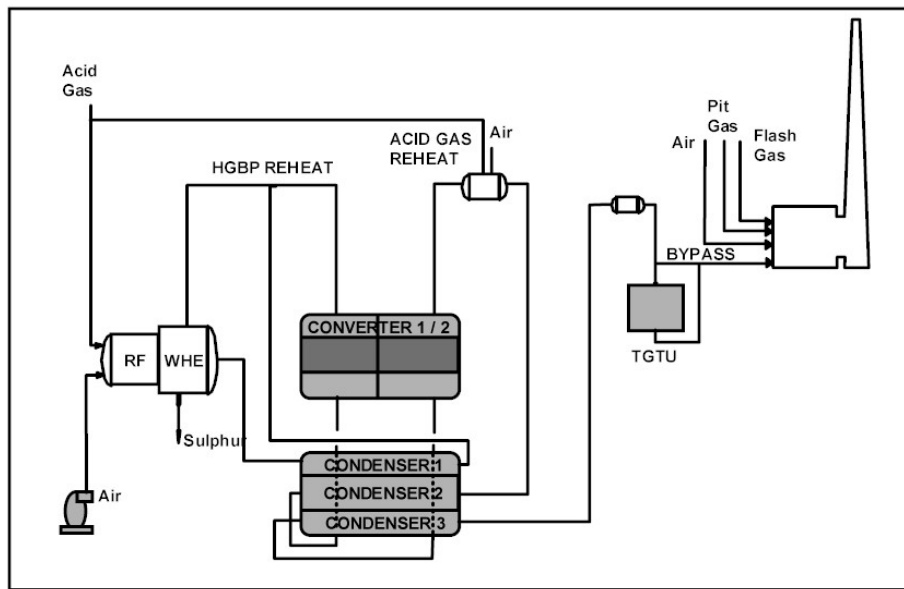 Acid
Gas
Pit
Gas
Air
Flash
Gas
Air
ACID GAS
REHEAT
HGBP REHEAT
BYPASS
CONVERTER 1 / 2
RF
WHE
TGTU
Sulphur
CONDENSER 1
CONDENSER 2
CONDENSER 3
Air